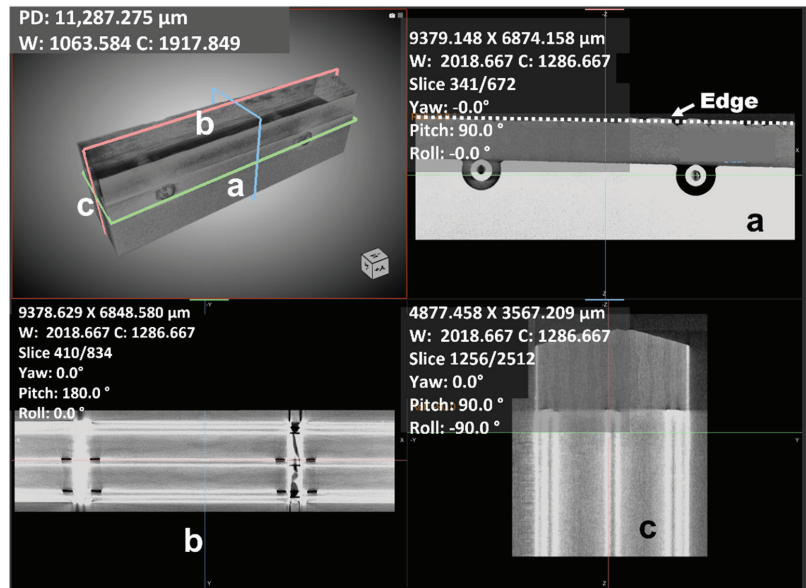 PD: 11,287.275 µm
W: 1063.584 C: 1917.849
b
a
c
9379.148 X 6874.158 µm
W: 2018.667 C: 1286.667
Slice 341/672
Yaw: -0.0°
Pitch: 90.0 °
Roll: -0.0°
Edge
a
9378.629 X 6848.580 µm
W: 2018.667 C: 1286.667
Slice 410/834
Yaw: 0.0°
Pitch: 180.0 °
Roll: 0.0°
b
4877.458 X 3567.209 µm
W: 2018.667 C: 1286.667
Slice 1256/2512
Yaw: 0.0°
Pitch: 90.0 °
Roll: -90.0°
c